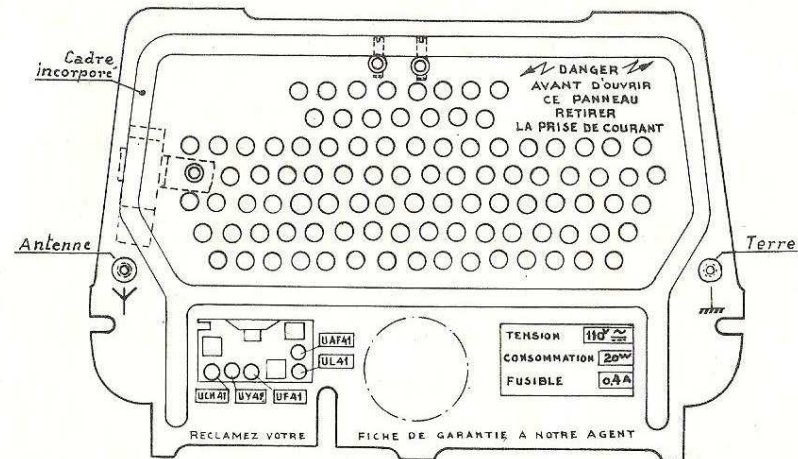 Cadre
incorporé
DANGER
AVANT D'OUVRIR
CE PANNEAU
RETIRER
LA PRISE DE COURANT
Antenne
Terre
UAF41
UL41
UCH41 UY42 UF41
TENSION 110V
CONSOMMATION 20W
FUSIBLE 0,4A
RECLAMEZ VOTRE FICHE DE GARANTIE A NOTRE AGENT